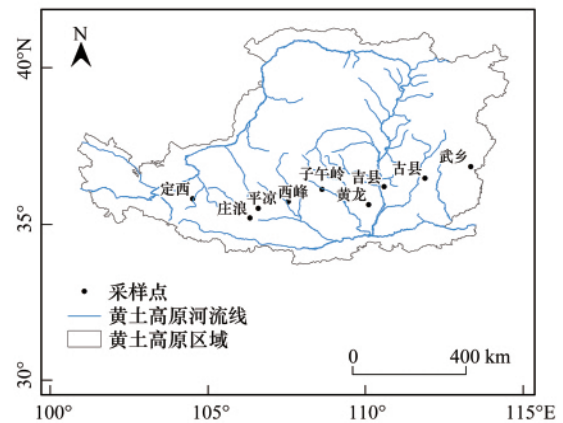 N
40°N
武乡
子午岭
古县
吉县
定西
平凉
西峰
黄龙
庄浪
35°
采样点
黄土高原河流线
黄土高原区域
0 400 km
30°
100° 105° 110° 115°E